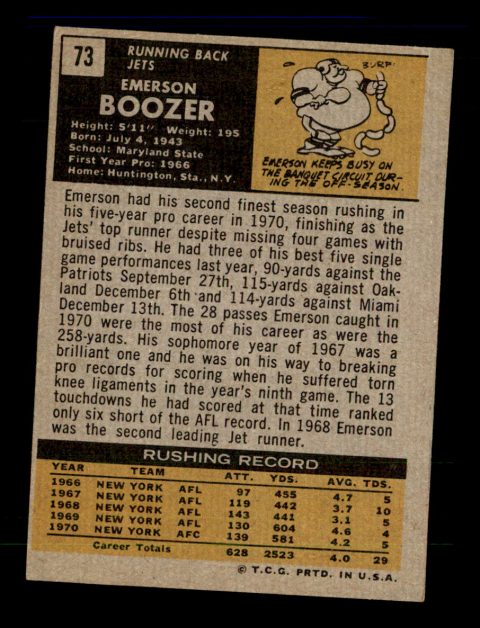 73
RUNNING BACK
JETS
EMERSON
BOOZER
Height: 5'11" Weight: 195
Born: July 4, 1943
School: Maryland State
First Year Pro: 1966
Home: Huntington, Sta., N.Y.
BURP!
EMERSON KEEPS BUSY ON
THE BANQUET CIRCUIT DUR-
ING THE OFF-SEASON.
Emerson had his second finest season rushing in
his five-year pro career in 1970, finishing as the
Jets' top runner despite missing four games with
bruised ribs. He had three of his best five single
game performances last year, 90-yards against the
Patriots September 27th, 115-yards against Oak-
land December 6th and 114-yards against Miami
December 13th. The 28 passes Emerson caught in
1970 were the most of his career as were the
258-yards. His sophomore year of 1967 was a
brilliant one and he was on his way to breaking
pro records for scoring when he suffered torn
knee ligaments in the year's ninth game. The 13
touchdowns he had scored at that time ranked
only six short of the AFL record. In 1968 Emerson
was the second leading Jet runner.
RUSHING RECORD
YEAR TEAM ATT. YDS. AVG. TDS.
1966 NEW YORK AFL 97 455 4.7 5
1967 NEW YORK AFL 119 442 3.7 10
1968 NEW YORK AFL 143 441 3.1 5
1969 NEW YORK AFL 130 604 4.6 4
1970 NEW YORK AFC 139 581 4.2 5
Career Totals 628 2523 4.0 29
© T.C.G. PRTD. IN U.S.A.